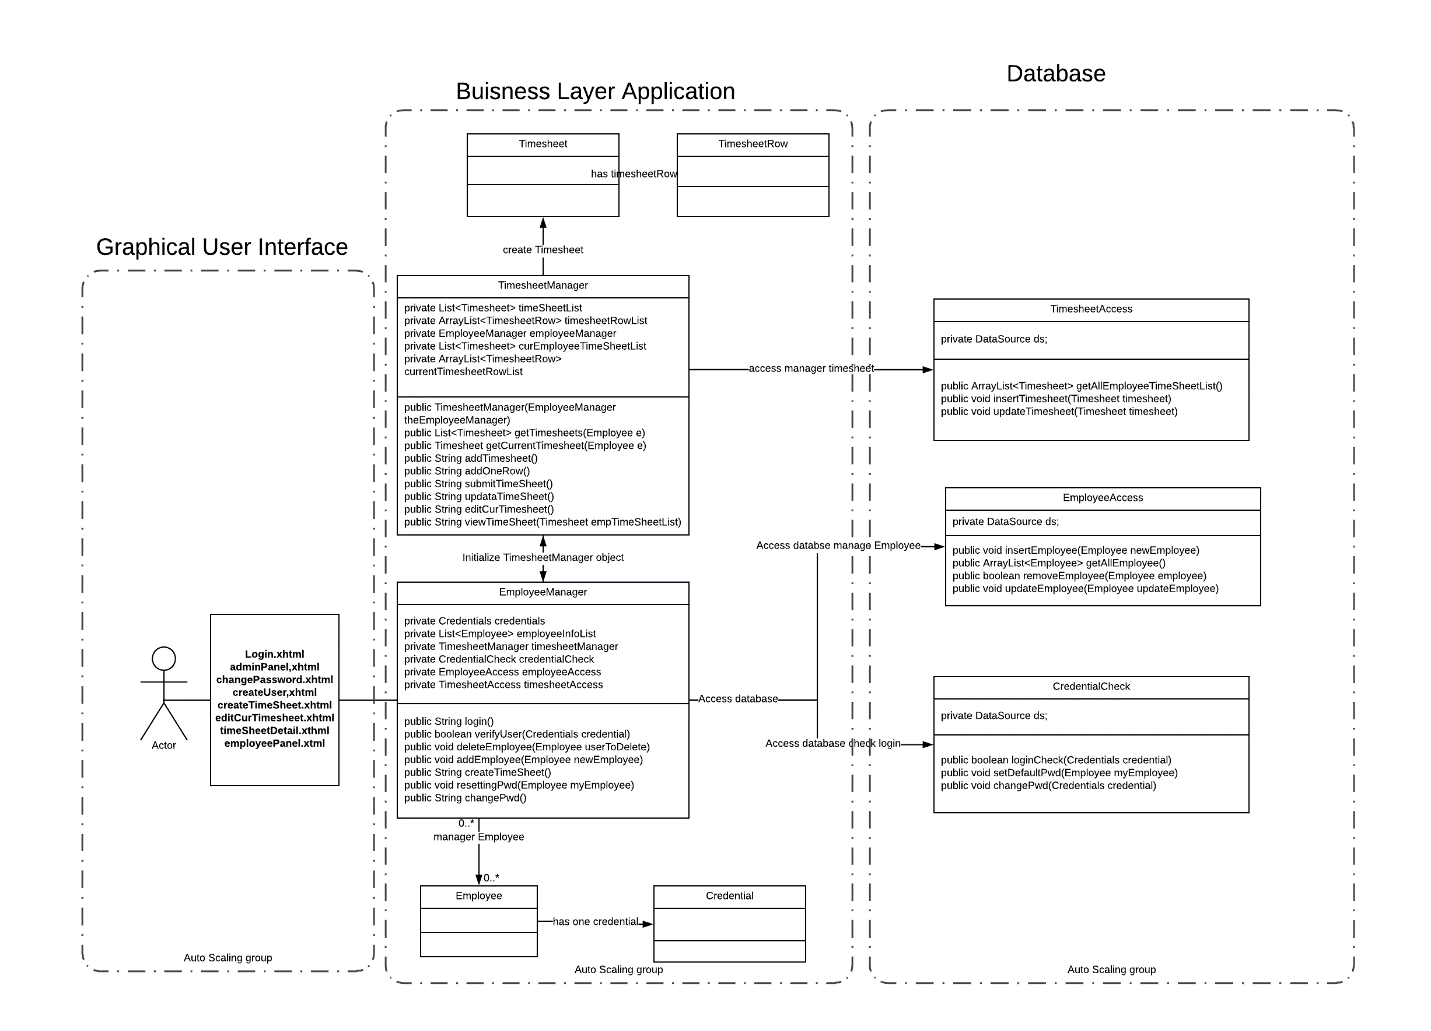 Database
Buisness Layer Application
Graphical User Interface
Timesheet
TimesheetRow
has timesheetRow
create Timesheet
TimesheetManager
private List<Timesheet> timeSheetList
private ArrayList<TimesheetRow> timesheetRowList
private EmployeeManager employeeManager
private List<Timesheet> curEmployeeTimeSheetList
private ArrayList<TimesheetRow>
currentTimesheetRowList
public TimesheetManager(EmployeeManager
theEmployeeManager)
public List<Timesheet> getTimesheets(Employee e)
public Timesheet getCurrentTimesheet(Employee e)
public String addTimesheet()
public String addOneRow()
public String submitTimeSheet()
public String updataTimeSheet()
public String editCurTimesheet()
public String viewTimeSheet(Timesheet empTimeSheetList)
access manager timesheet
TimesheetAccess
private DataSource ds;
public ArrayList<Timesheet> getAllEmployeeTimeSheetList()
public void insertTimesheet(Timesheet timesheet)
public void updateTimesheet(Timesheet timesheet)
Initialize TimesheetManager object
Access databse manage Employee
EmployeeAccess
private DataSource ds;
public void insertEmployee(Employee newEmployee)
public ArrayList<Employee> getAllEmployee()
public boolean removeEmployee(Employee employee)
public void updateEmployee(Employee updateEmployee)
EmployeeManager
private Credentials credentials
private List<Employee> employeeInfoList
private TimesheetManager timesheetManager
private CredentialCheck credentialCheck
private EmployeeAccess employeeAccess
private TimesheetAccess timesheetAccess
public String login()
public boolean verifyUser(Credentials credential)
public void deleteEmployee(Employee userToDelete)
public void addEmployee(Employee newEmployee)
public String createTimeSheet()
public void resettingPwd(Employee myEmployee)
public String changePwd()
Login.xhtml
adminPanel,xhtml
changePassword.xhtml
createUser,xhtml
createTimeSheet.xhtml
editCurTimesheet.xhtml
timeSheetDetail.xthml
employeePanel.xtml
Actor
Access database
Access database check login
CredentialCheck
private DataSource ds;
public boolean loginCheck(Credentials credential)
public void setDefaultPwd(Employee myEmployee)
public void changePwd(Credentials credential)
0..*
manager Employee
0..*
Employee
has one credential
Credential
Auto Scaling group
Auto Scaling group
Auto Scaling group